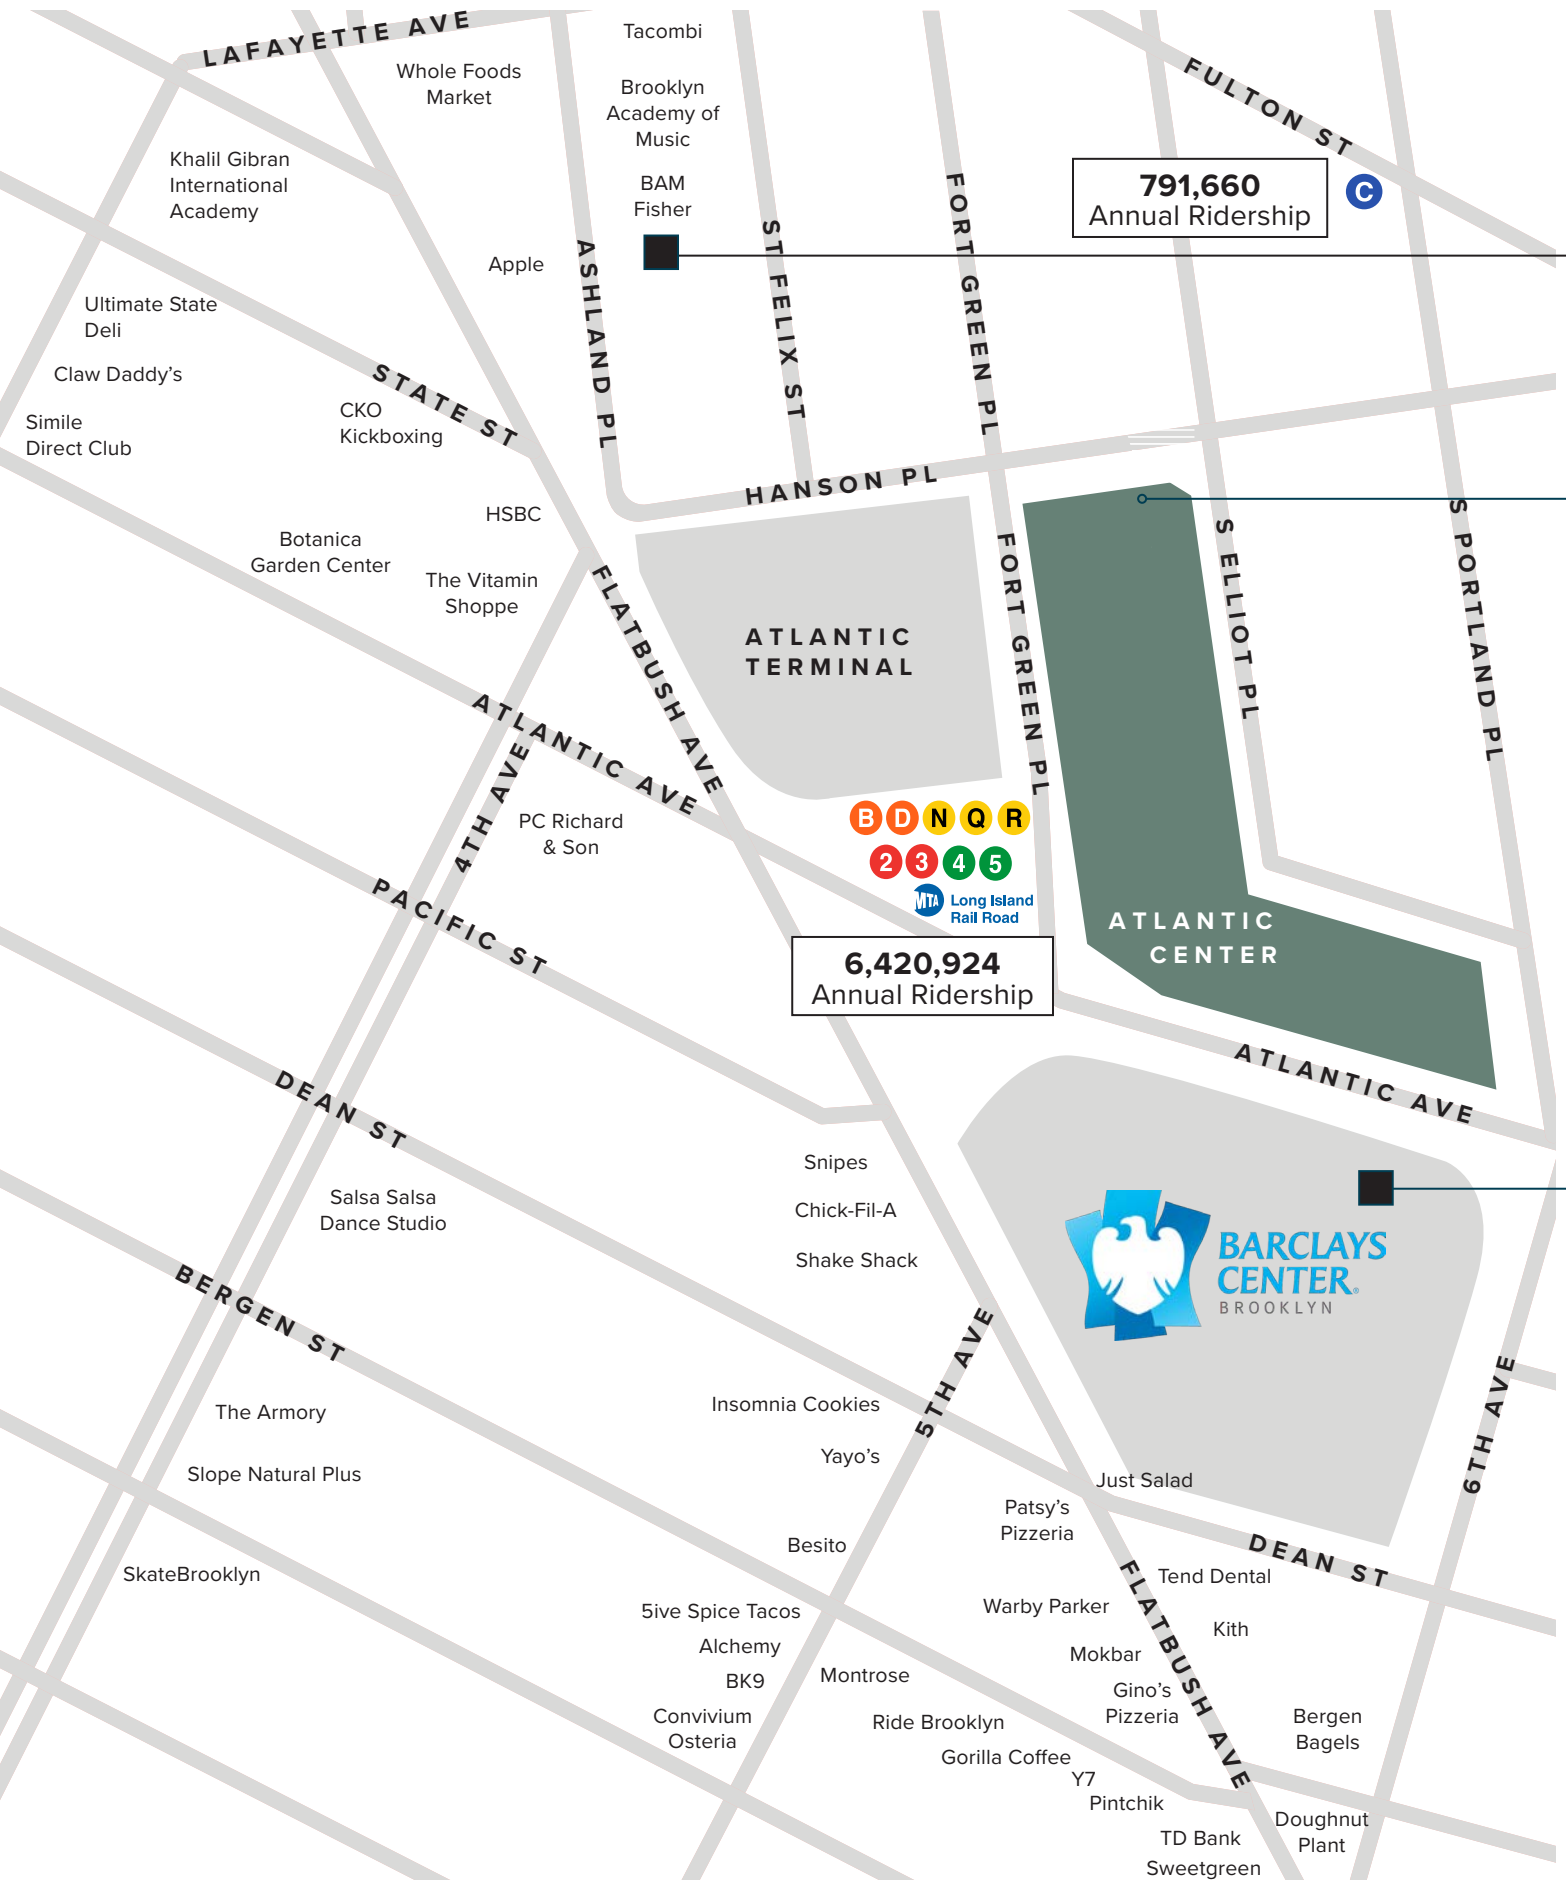 LAFAYETTE AVE
Tacombi
Whole Foods
Market
Brooklyn
Academy of
Music
FULTON ST
Khalil Gibran
International
Academy
BAM
Fisher
791,660
Annual Ridership
C
ASHLAND PL
ST FELIX ST
FORT GREEN PL
Apple
Ultimate State
Deli
Claw Daddy's
STATE ST
CKO
Kickboxing
Simile
Direct Club
HANSON PL
HSBC
Botanica
Garden Center
The Vitamin
Shoppe
FLATBUSH AVE
ATLANTIC
TERMINAL
FORT GREEN PL
S ELLIOT PL
S PORTLAND PL
ATLANTIC AVE
4TH AVE
PC Richard
& Son
B D N Q R
2 3 4 5
MTA
Long Island
Rail Road
PACIFIC ST
6,420,924
Annual Ridership
ATLANTIC
CENTER
ATLANTIC AVE
DEAN ST
Snipes
Salsa Salsa
Dance Studio
Chick-Fil-A
Shake Shack
BARCLAYS
CENTER®
BROOKLYN
BERGEN ST
5TH AVE
6TH AVE
The Armory
Insomnia Cookies
Yayo's
Slope Natural Plus
Just Salad
Patsy's
Pizzeria
Besito
DEAN ST
SkateBrooklyn
Tend Dental
5ive Spice Tacos
Warby Parker
Kith
Alchemy
Mokbar
FLATBUSH AVE
BK9
Montrose
Gino's
Pizzeria
Convivium
Osteria
Ride Brooklyn
Bergen
Bagels
Gorilla Coffee
Y7
Pintchik
Doughnut
Plant
TD Bank
Sweetgreen